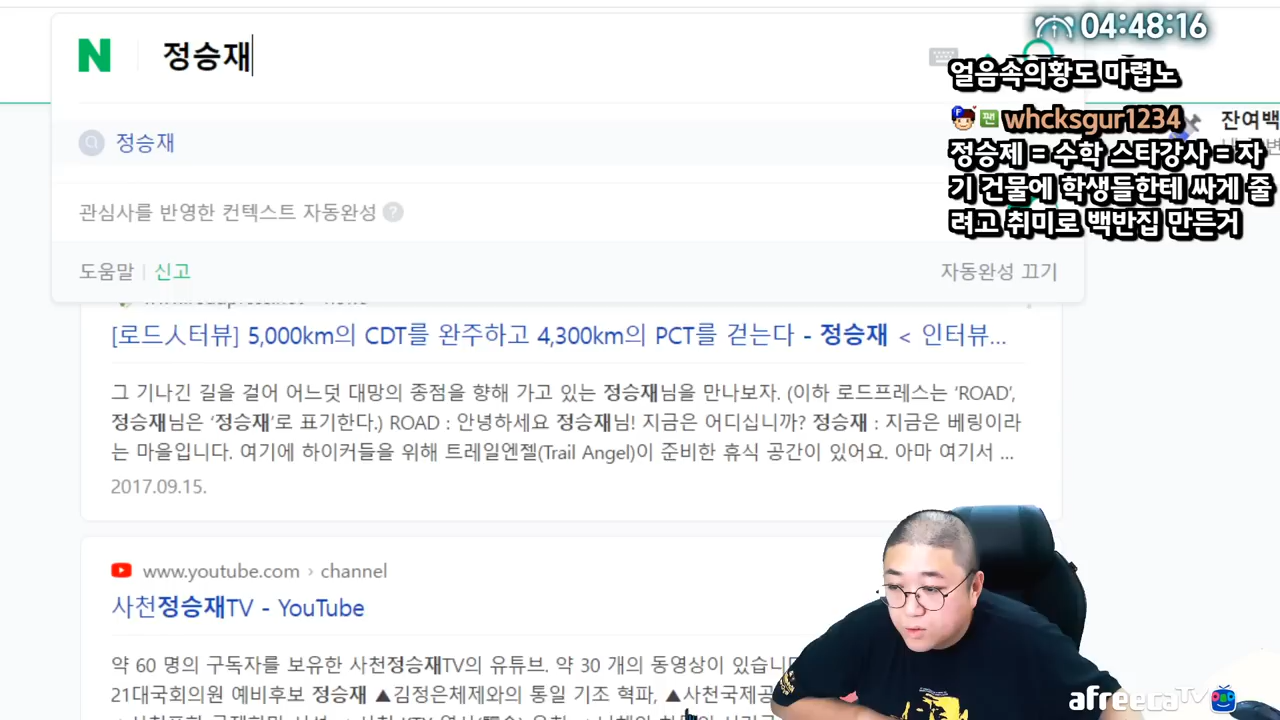 04:48:16
N 정승재
얼음속의황도 마렵노
정승재
팬 whcksgur1234
잔여백
정승제 = 수학 스타강사 = 자
기 건물에 학생들한테 싸게 줄
려고 취미로 백반집 만든거
관심사를 반영한 컨텍스트 자동완성 ?
도움말 | 신고
자동완성 끄기
[로드人터뷰] 5,000km의 CDT를 완주하고 4,300km의 PCT를 걷는다 - 정승재 < 인터뷰...
그 기나긴 길을 걸어 어느덧 대망의 종점을 향해 가고 있는 정승재님을 만나보자. (이하 로드프레스는 ‘ROAD’,
정승재님은 ‘정승재’로 표기한다.) ROAD : 안녕하세요 정승재님! 지금은 어디십니까? 정승재 : 지금은 베링이라
는 마을입니다. 여기에 하이커들을 위해 트레일엔젤(Trail Angel)이 준비한 휴식 공간이 있어요. 아마 여기서 ...
2017.09.15.
www.youtube.com › channel
사천정승재TV - YouTube
약 60 명의 구독자를 보유한 사천정승재TV의 유튜브. 약 30 개의 동영상이 있습니다
21대국회의원 예비후보 정승재 ▲김정은체제와의 통일 기조 혁파, ▲사천국제공
afreecaTV